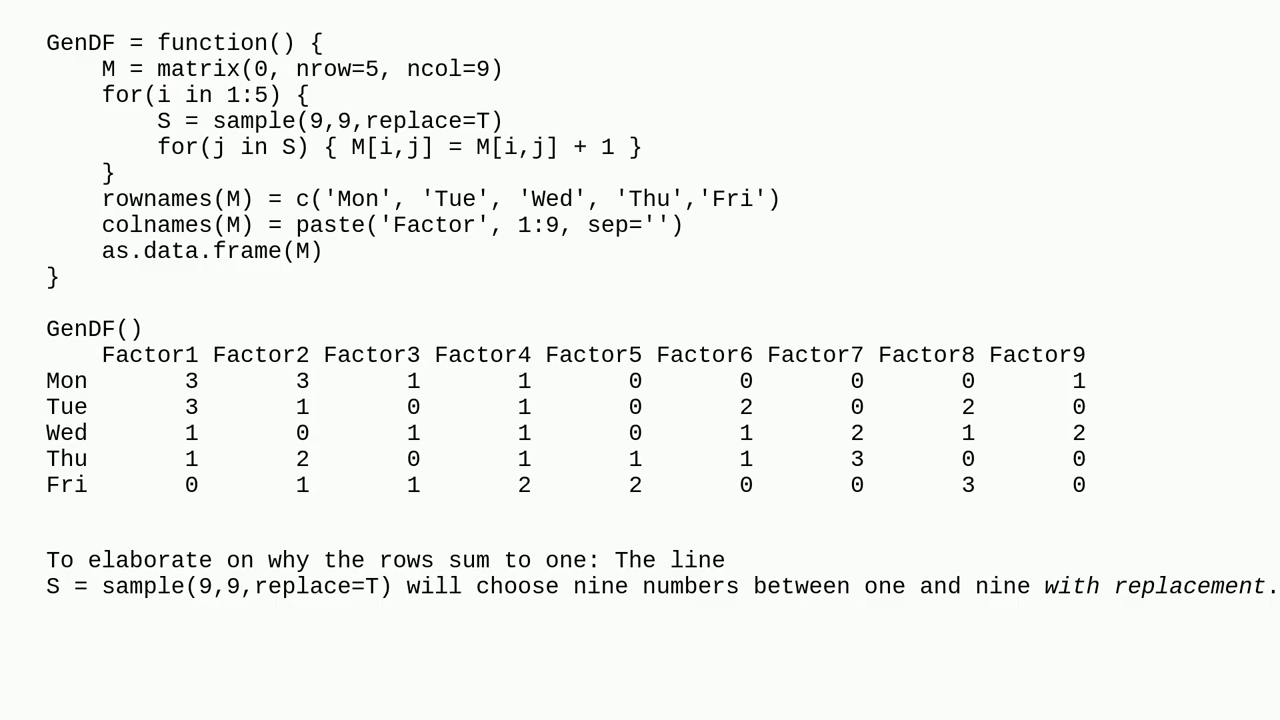 GenDF = function() {
    M = matrix(0, nrow=5, ncol=9)
    for(i in 1:5) {
        S = sample(9,9,replace=T)
        for(j in S) { M[i,j] = M[i,j] + 1 }
    }
    rownames(M) = c('Mon', 'Tue', 'Wed', 'Thu','Fri')
    colnames(M) = paste('Factor', 1:9, sep='')
    as.data.frame(M)
}
GenDF()
    Factor1 Factor2 Factor3 Factor4 Factor5 Factor6 Factor7 Factor8 Factor9
Mon       3       3       1       1       0       0       0       0       1
Tue       3       1       0       1       0       2       0       2       0
Wed       1       0       1       1       0       1       2       1       2
Thu       1       2       0       1       1       1       3       0       0
Fri       0       1       1       2       2       0       0       3       0
To elaborate on why the rows sum to one: The line
S = sample(9,9,replace=T) will choose nine numbers between one and nine with replacement.